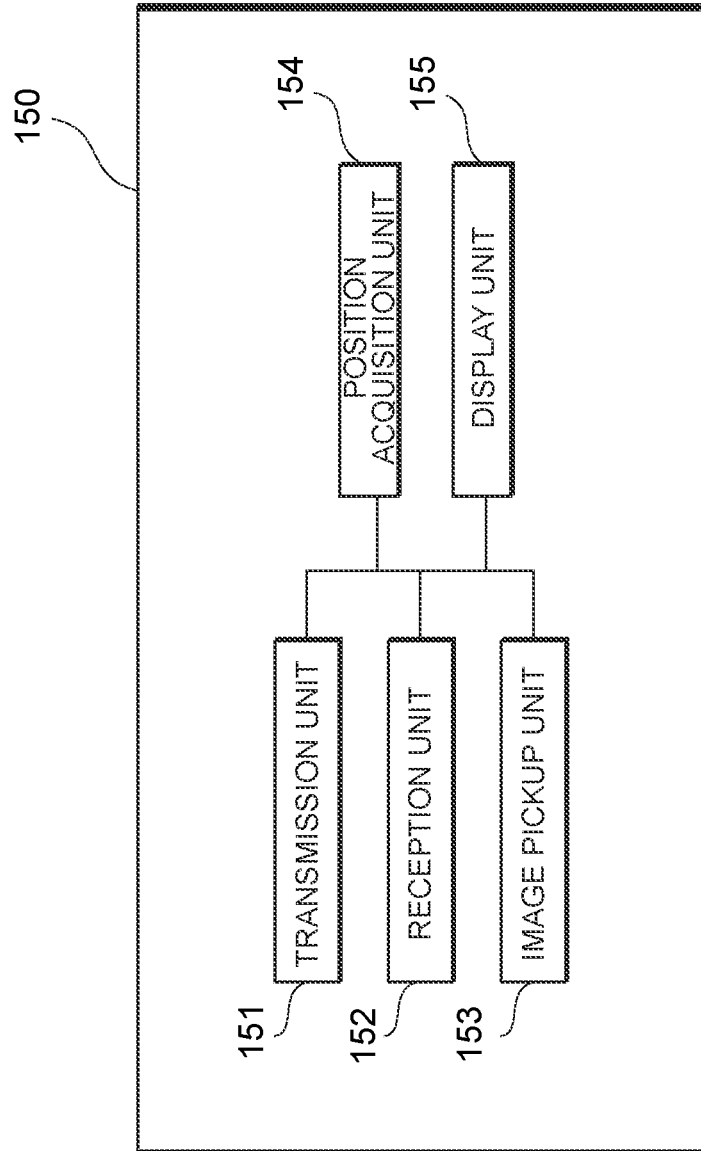 150
151
TRANSMISSION UNIT
152
RECEPTION UNIT
153
IMAGE PICKUP UNIT
154
POSITION
ACQUISITION UNIT
155
DISPLAY UNIT